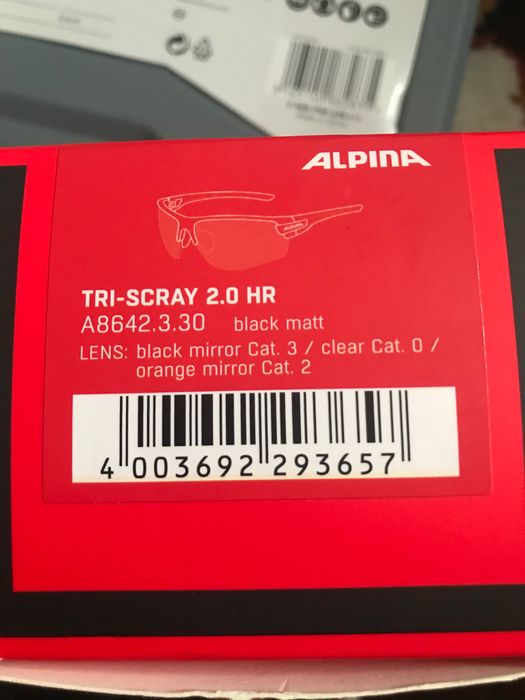 ALPINA
ALPINA
TRI-SCRAY 2.0 HR
A8642.3.30 black matt
LENS: black mirror Cat. 3 / clear Cat. 0 /
orange mirror Cat. 2
4 003692 293657